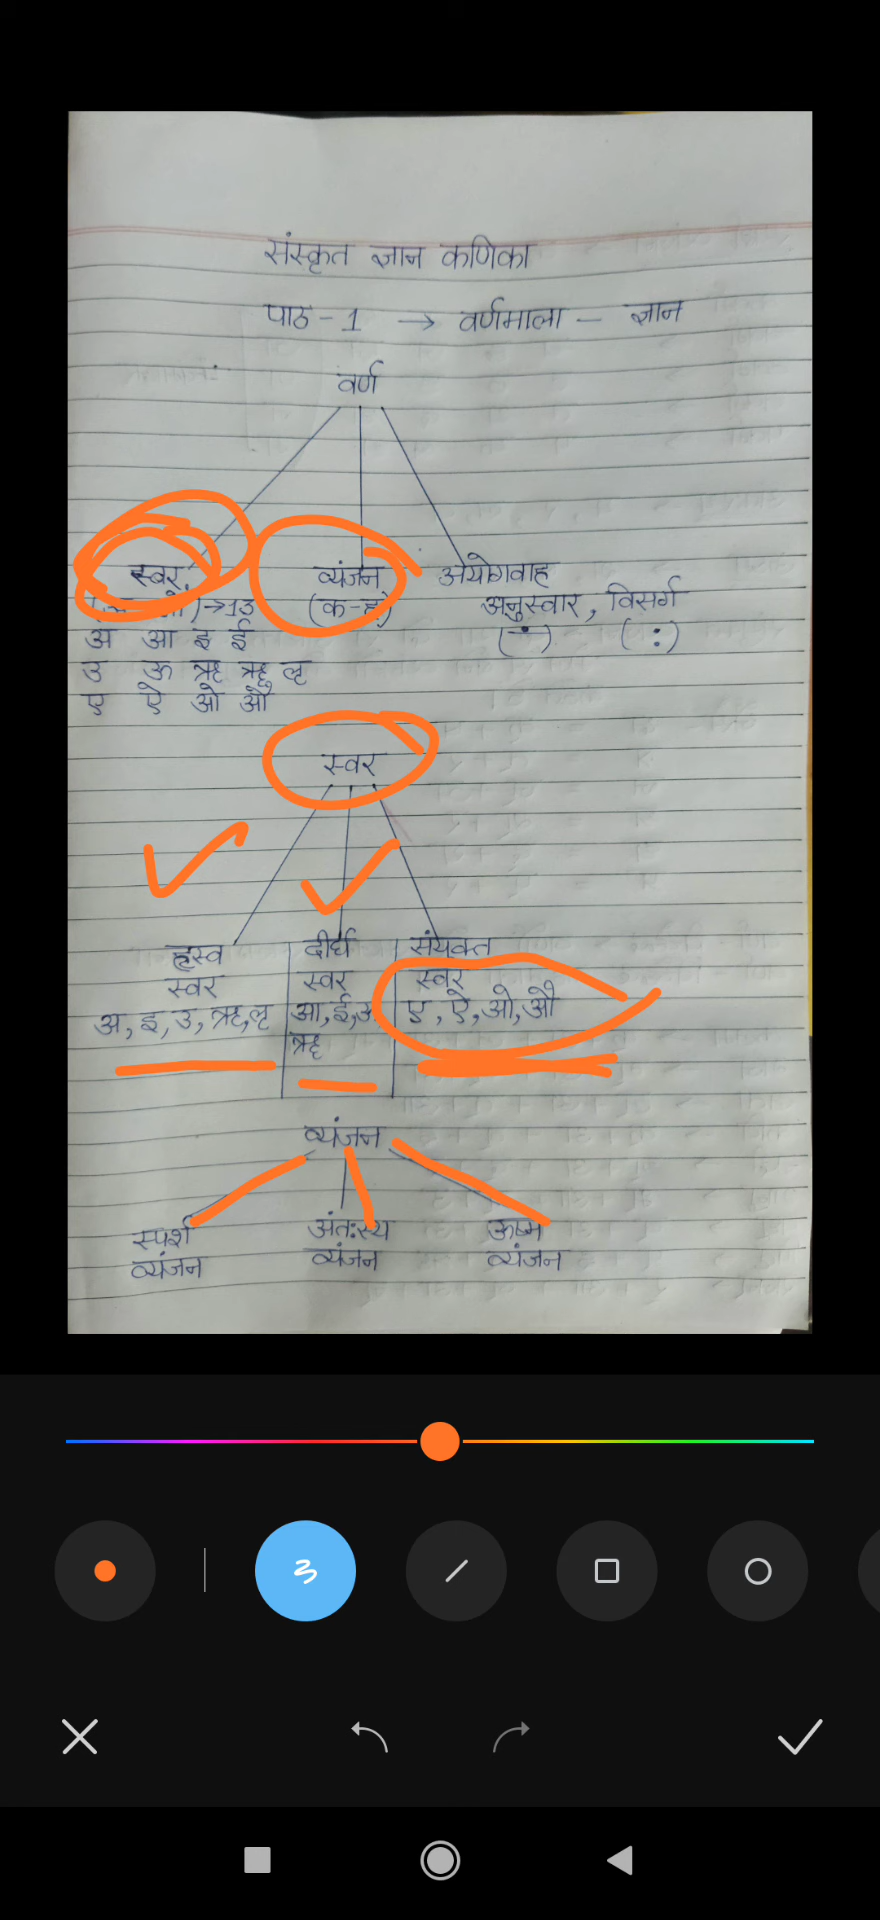 संस्कृत ज्ञान कणिका
पाठ - 1 → वर्णमाला - ज्ञान
वर्ण
स्वर व्यंजन अयोगवाह
→13 (क-ह) अनुस्वार, विसर्ग
अ आ इ ई (ं) (:)
उ ऊ ऋ ॠ लृ
ए ऐ ओ औ
स्वर
ह्रस्व दीर्घ संयुक्त
स्वर स्वर स्वर
अ, इ, उ, ऋ, लृ आ, ई, ए, ऐ, ओ, औ
ॠ
व्यंजन
स्पर्श अंतःस्थ ऊष्म
व्यंजन व्यंजन व्यंजन